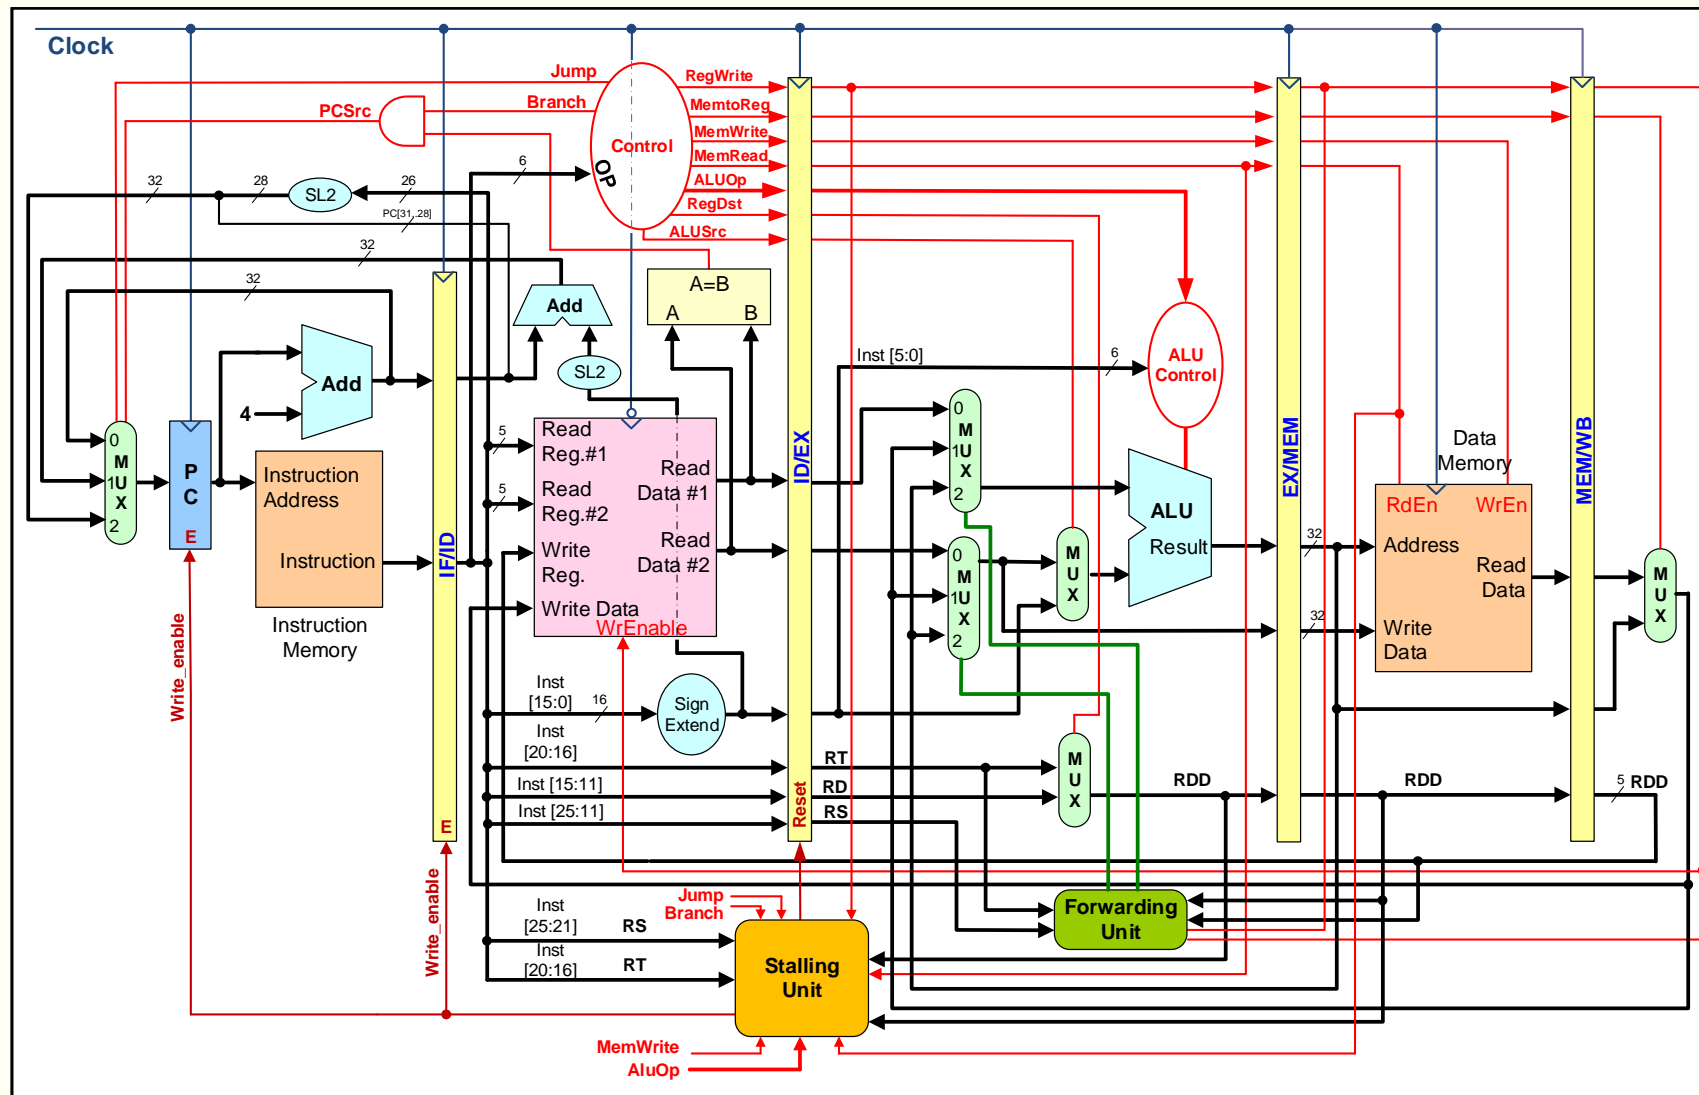 Clock
Jump
RegWrite
Branch
MemtoReg
PCSrc
MemWrite
Control
MemRead
6
OP
ALUOp
32
28
SL2
26
RegDst
PC[31,.28]
ALUSrc
32
32
A=B
A
B
Add
Inst [5:0]
6
ALU
Control
Add
SL2
4
0
M
1
U
X
2
P
C
E
Instruction
Address
Instruction
Instruction
Memory
IF/ID
E
5
Read
Reg.#1
5
Read
Reg.#2
Write
Reg.
Write Data
WrEnable
Read
Data #1
Read
Data #2
ID/EX
Reset
0
M
1
U
X
2
0
M
1
U
X
2
M
U
X
ALU
Result
EX/MEM
32
32
Data
Memory
RdEn
WrEn
Address
Read
Data
Write
Data
MEM/WB
M
U
X
Write_enable
Inst
[15:0]
16
Sign
Extend
Inst
[20:16]
RT
Inst [15:11]
RD
Inst [25:11]
RS
M
U
X
RDD
RDD
5
RDD
Write_enable
Jump
Branch
Inst
[25:21]
RS
Inst
[20:16]
RT
Stalling
Unit
Forwarding
Unit
MemWrite
AluOp